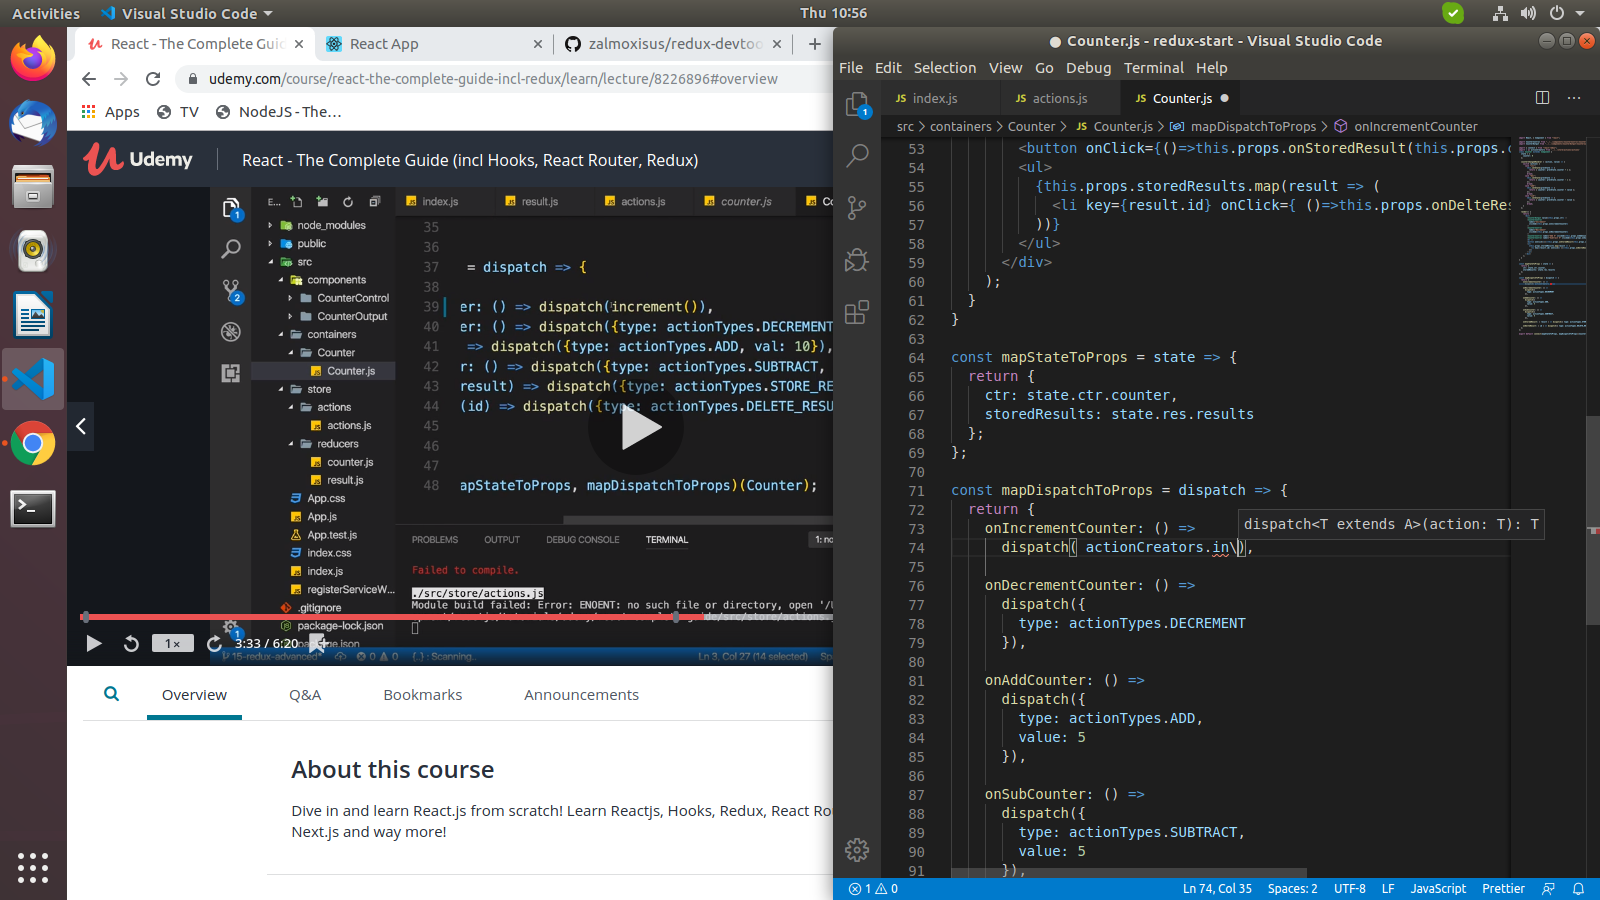 Activities
Visual Studio Code
Thu 10:56
React - The Complete Guid
React App
zalmoxisus/redux-devtoo
udemy.com/course/react-the-complete-guide-incl-redux/learn/lecture/8226896#overview
Apps
TV
NodeJS - The...
Udemy
React - The Complete Guide (incl Hooks, React Router, Redux)
1
2
1
E...
node_modules
public
src
components
CounterControl
CounterOutput
containers
Counter
Counter.js
store
actions
actions.js
reducers
counter.js
result.js
App.css
App.js
App.test.js
index.css
index.js
registerServiceW...
.gitignore
package-lock.json
package.json
index.js
result.js
actions.js
counter.js
Co
35
36
37 = dispatch => {
38
39 er: () => dispatch(increment()),
40 er: () => dispatch({type: actionTypes.DECREMENT
41 => dispatch({type: actionTypes.ADD, val: 10}),
42 r: () => dispatch({type: actionTypes.SUBTRACT,
43 result) => dispatch({type: actionTypes.STORE_RE
44 (id) => dispatch({type: actionTypes.DELETE_RESU
45
46
47
48 apStateToProps, mapDispatchToProps)(Counter);
PROBLEMS
OUTPUT
DEBUG CONSOLE
TERMINAL
1: no
Failed to compile.
./src/store/actions.js
Module build failed: Error: ENOENT: no such file or directory, open '/U
1×
3:33 / 6:20
15-redux-advanced*
0
0
{..} : Scanning..
Ln 3, Col 27 (14 selected)
Spa
Overview
Q&A
Bookmarks
Announcements
About this course
Dive in and learn React.js from scratch! Learn Reactjs, Hooks, Redux, React Rou
Next.js and way more!
Counter.js - redux-start - Visual Studio Code
File
Edit
Selection
View
Go
Debug
Terminal
Help
1
JS index.js
JS actions.js
JS Counter.js
src > containers > Counter > JS Counter.js > mapDispatchToProps > onIncrementCounter
53 <button onClick={()=>this.props.onStoredResult(this.props.c
54 <ul>
55 {this.props.storedResults.map(result => (
56 <li key={result.id} onClick={ ()=>this.props.onDelteRes
57 ))}
58 </ul>
59 </div>
60 );
61 }
62 }
63
64 const mapStateToProps = state => {
65 return {
66 ctr: state.ctr.counter,
67 storedResults: state.res.results
68 };
69 };
70
71 const mapDispatchToProps = dispatch => {
72 return {
73 onIncrementCounter: () =>
dispatch<T extends A>(action: T): T
74 dispatch( actionCreators.in\),
75
76 onDecrementCounter: () =>
77 dispatch({
78 type: actionTypes.DECREMENT
79 }),
80
81 onAddCounter: () =>
82 dispatch({
83 type: actionTypes.ADD,
84 value: 5
85 }),
86
87 onSubCounter: () =>
88 dispatch({
89 type: actionTypes.SUBTRACT,
90 value: 5
91 }),
1
0
Ln 74, Col 35
Spaces: 2
UTF-8
LF
JavaScript
Prettier